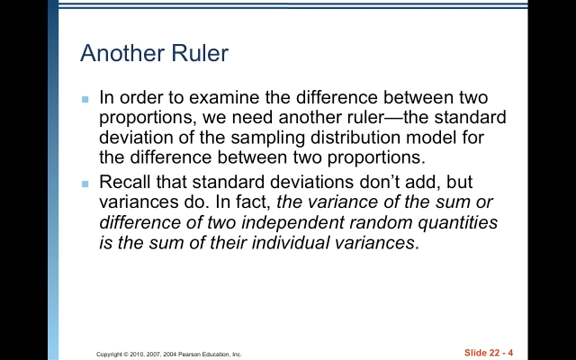 Another Ruler
In order to examine the difference between two
proportions, we need another ruler—the standard
deviation of the sampling distribution model for
the difference between two proportions.
Recall that standard deviations don't add, but
variances do. In fact, the variance of the sum or
difference of two independent random quantities
is the sum of their individual variances.
Copyright © 2010, 2007, 2004 Pearson Education, Inc.
Slide 22 - 4